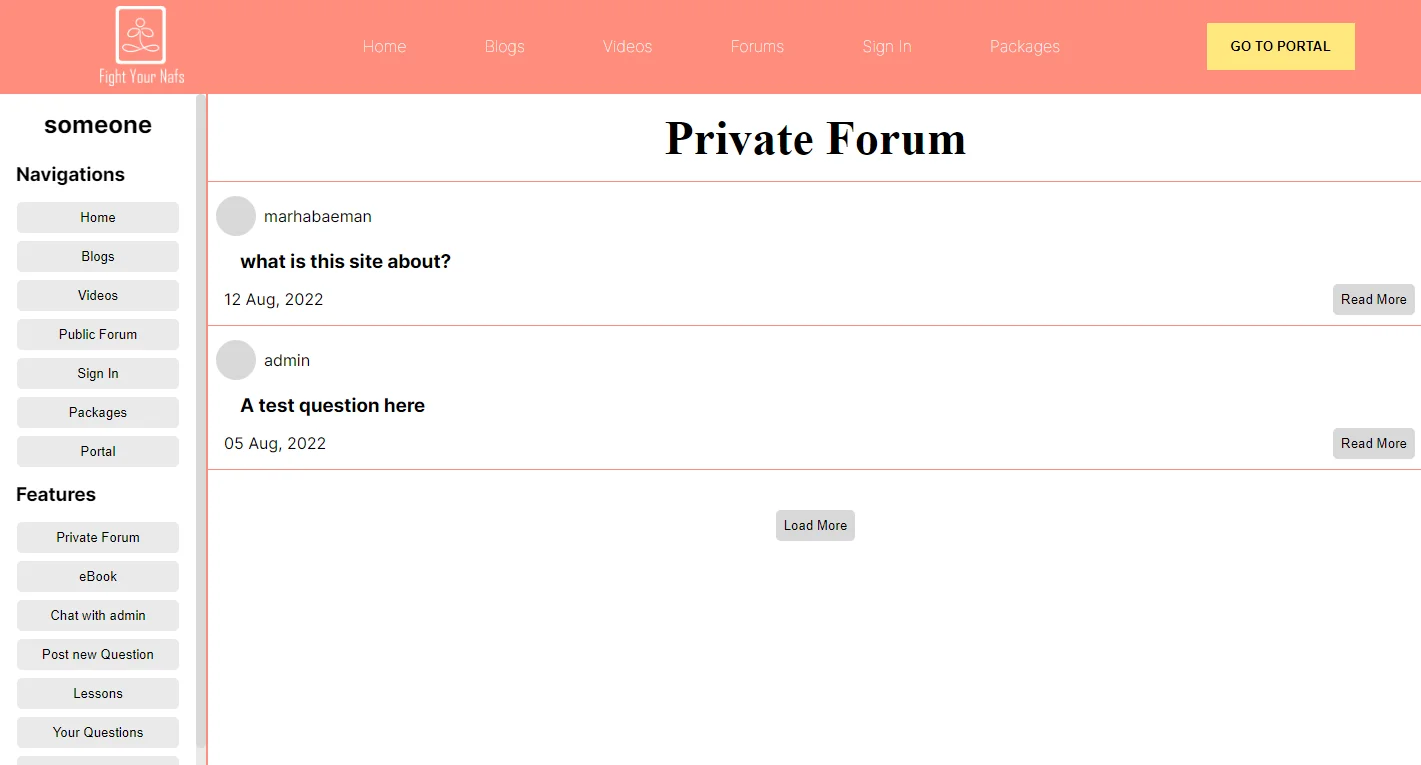 Fight Your Nafs
Home
Blogs
Videos
Forums
Sign In
Packages
GO TO PORTAL
someone
Navigations
Home
Blogs
Videos
Public Forum
Sign In
Packages
Portal
Features
Private Forum
eBook
Chat with admin
Post new Question
Lessons
Your Questions
Private Forum
marhabaeman
what is this site about?
12 Aug, 2022
Read More
admin
A test question here
05 Aug, 2022
Read More
Load More